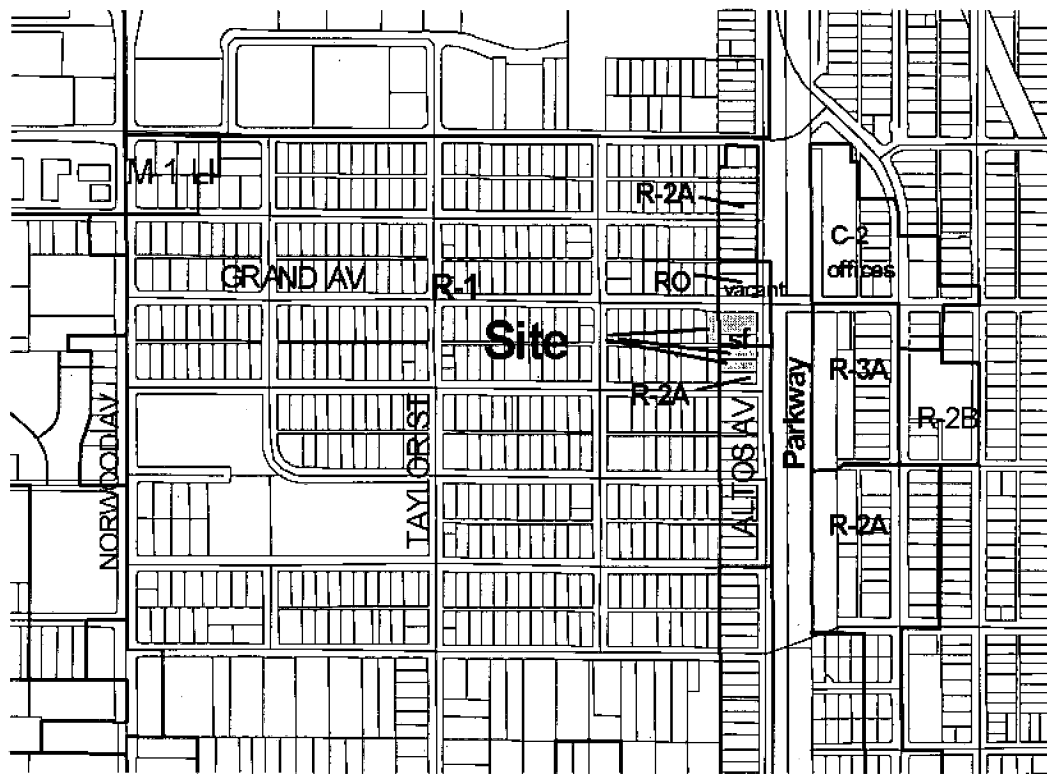 M-1-LI
R-2A
C-2
offices
GRAND AV
R-1
RO
vacant
Site
sf
R-2A
R-3A
R-2B
Parkway
NORWOOD AV
TAYLOR ST
ALTOS AV
R-2A